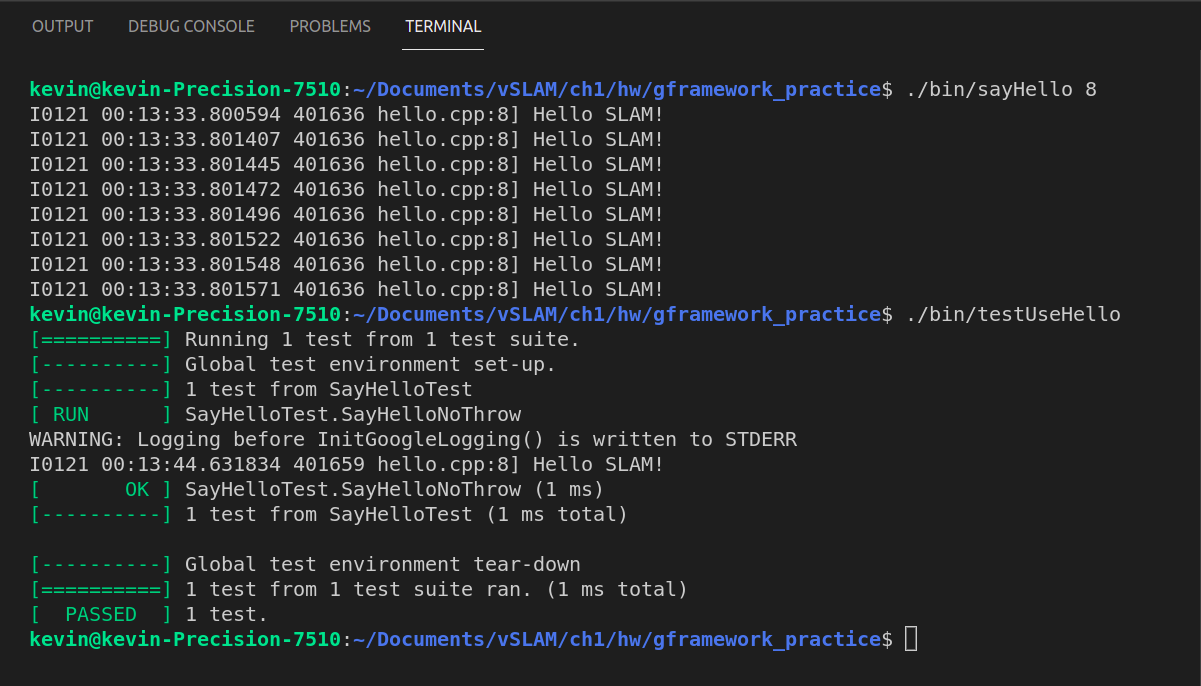 OUTPUT DEBUG CONSOLE PROBLEMS TERMINAL
kevin@kevin-Precision-7510:~/Documents/vSLAM/ch1/hw/gframework_practice$ ./bin/sayHello 8
I0121 00:13:33.800594 401636 hello.cpp:8] Hello SLAM!
I0121 00:13:33.801407 401636 hello.cpp:8] Hello SLAM!
I0121 00:13:33.801445 401636 hello.cpp:8] Hello SLAM!
I0121 00:13:33.801472 401636 hello.cpp:8] Hello SLAM!
I0121 00:13:33.801496 401636 hello.cpp:8] Hello SLAM!
I0121 00:13:33.801522 401636 hello.cpp:8] Hello SLAM!
I0121 00:13:33.801548 401636 hello.cpp:8] Hello SLAM!
I0121 00:13:33.801571 401636 hello.cpp:8] Hello SLAM!
kevin@kevin-Precision-7510:~/Documents/vSLAM/ch1/hw/gframework_practice$ ./bin/testUseHello
[==========] Running 1 test from 1 test suite.
[----------] Global test environment set-up.
[----------] 1 test from SayHelloTest
[ RUN      ] SayHelloTest.SayHelloNoThrow
WARNING: Logging before InitGoogleLogging() is written to STDERR
I0121 00:13:44.631834 401659 hello.cpp:8] Hello SLAM!
[       OK ] SayHelloTest.SayHelloNoThrow (1 ms)
[----------] 1 test from SayHelloTest (1 ms total)
[----------] Global test environment tear-down
[==========] 1 test from 1 test suite ran. (1 ms total)
[  PASSED  ] 1 test.
kevin@kevin-Precision-7510:~/Documents/vSLAM/ch1/hw/gframework_practice$